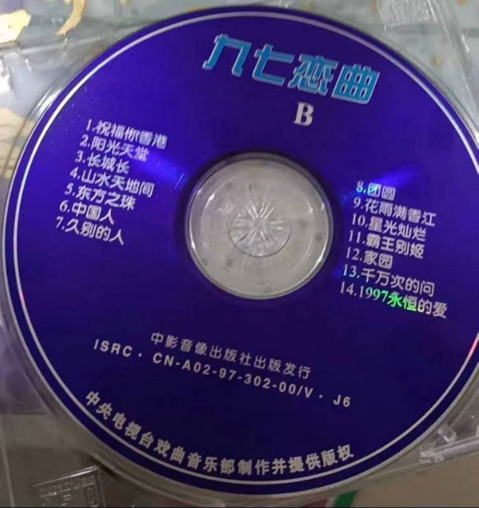 九七恋曲
B
1.祝福你香港
2.阳光天堂
3.长城长
4.山水天地间
5.东方之珠
6.中国人
7.久别的人
8.团圆
9.花雨满香江
10.星光灿烂
11.霸王别姬
12.家园
13.千万次的问
14.1997永恒的爱
中影音像出版社出版发行
ISRC·CN-A02-97-302-00/V·J6
中央电视台戏曲音乐部制作并提供版权